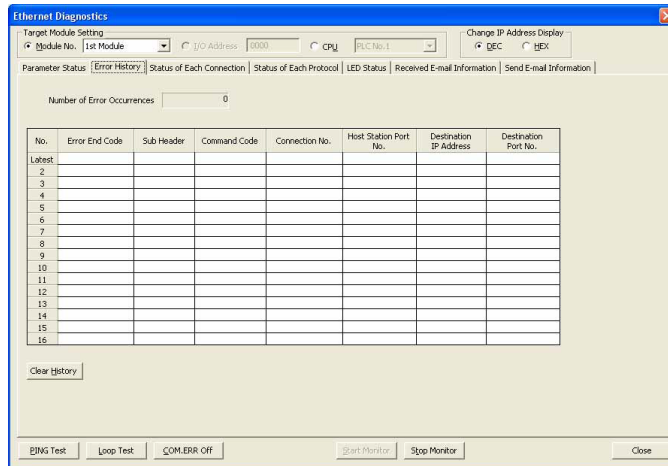 Ethernet Diagnostics
Target Module Setting
Module No. 1st Module I/O Address 0000 CPU PLC No.1
Change IP Address Display
DEC HEX
Parameter Status Error History Status of Each Connection Status of Each Protocol LED Status Received E-mail Information Send E-mail Information
Number of Error Occurrences 0
No. Error End Code Sub Header Command Code Connection No. Host Station Port No. Destination IP Address Destination Port No.
Latest
2
3
4
5
6
7
8
9
10
11
12
13
14
15
16
Clear History
PING Test Loop Test COM.ERR Off Start Monitor Stop Monitor Close